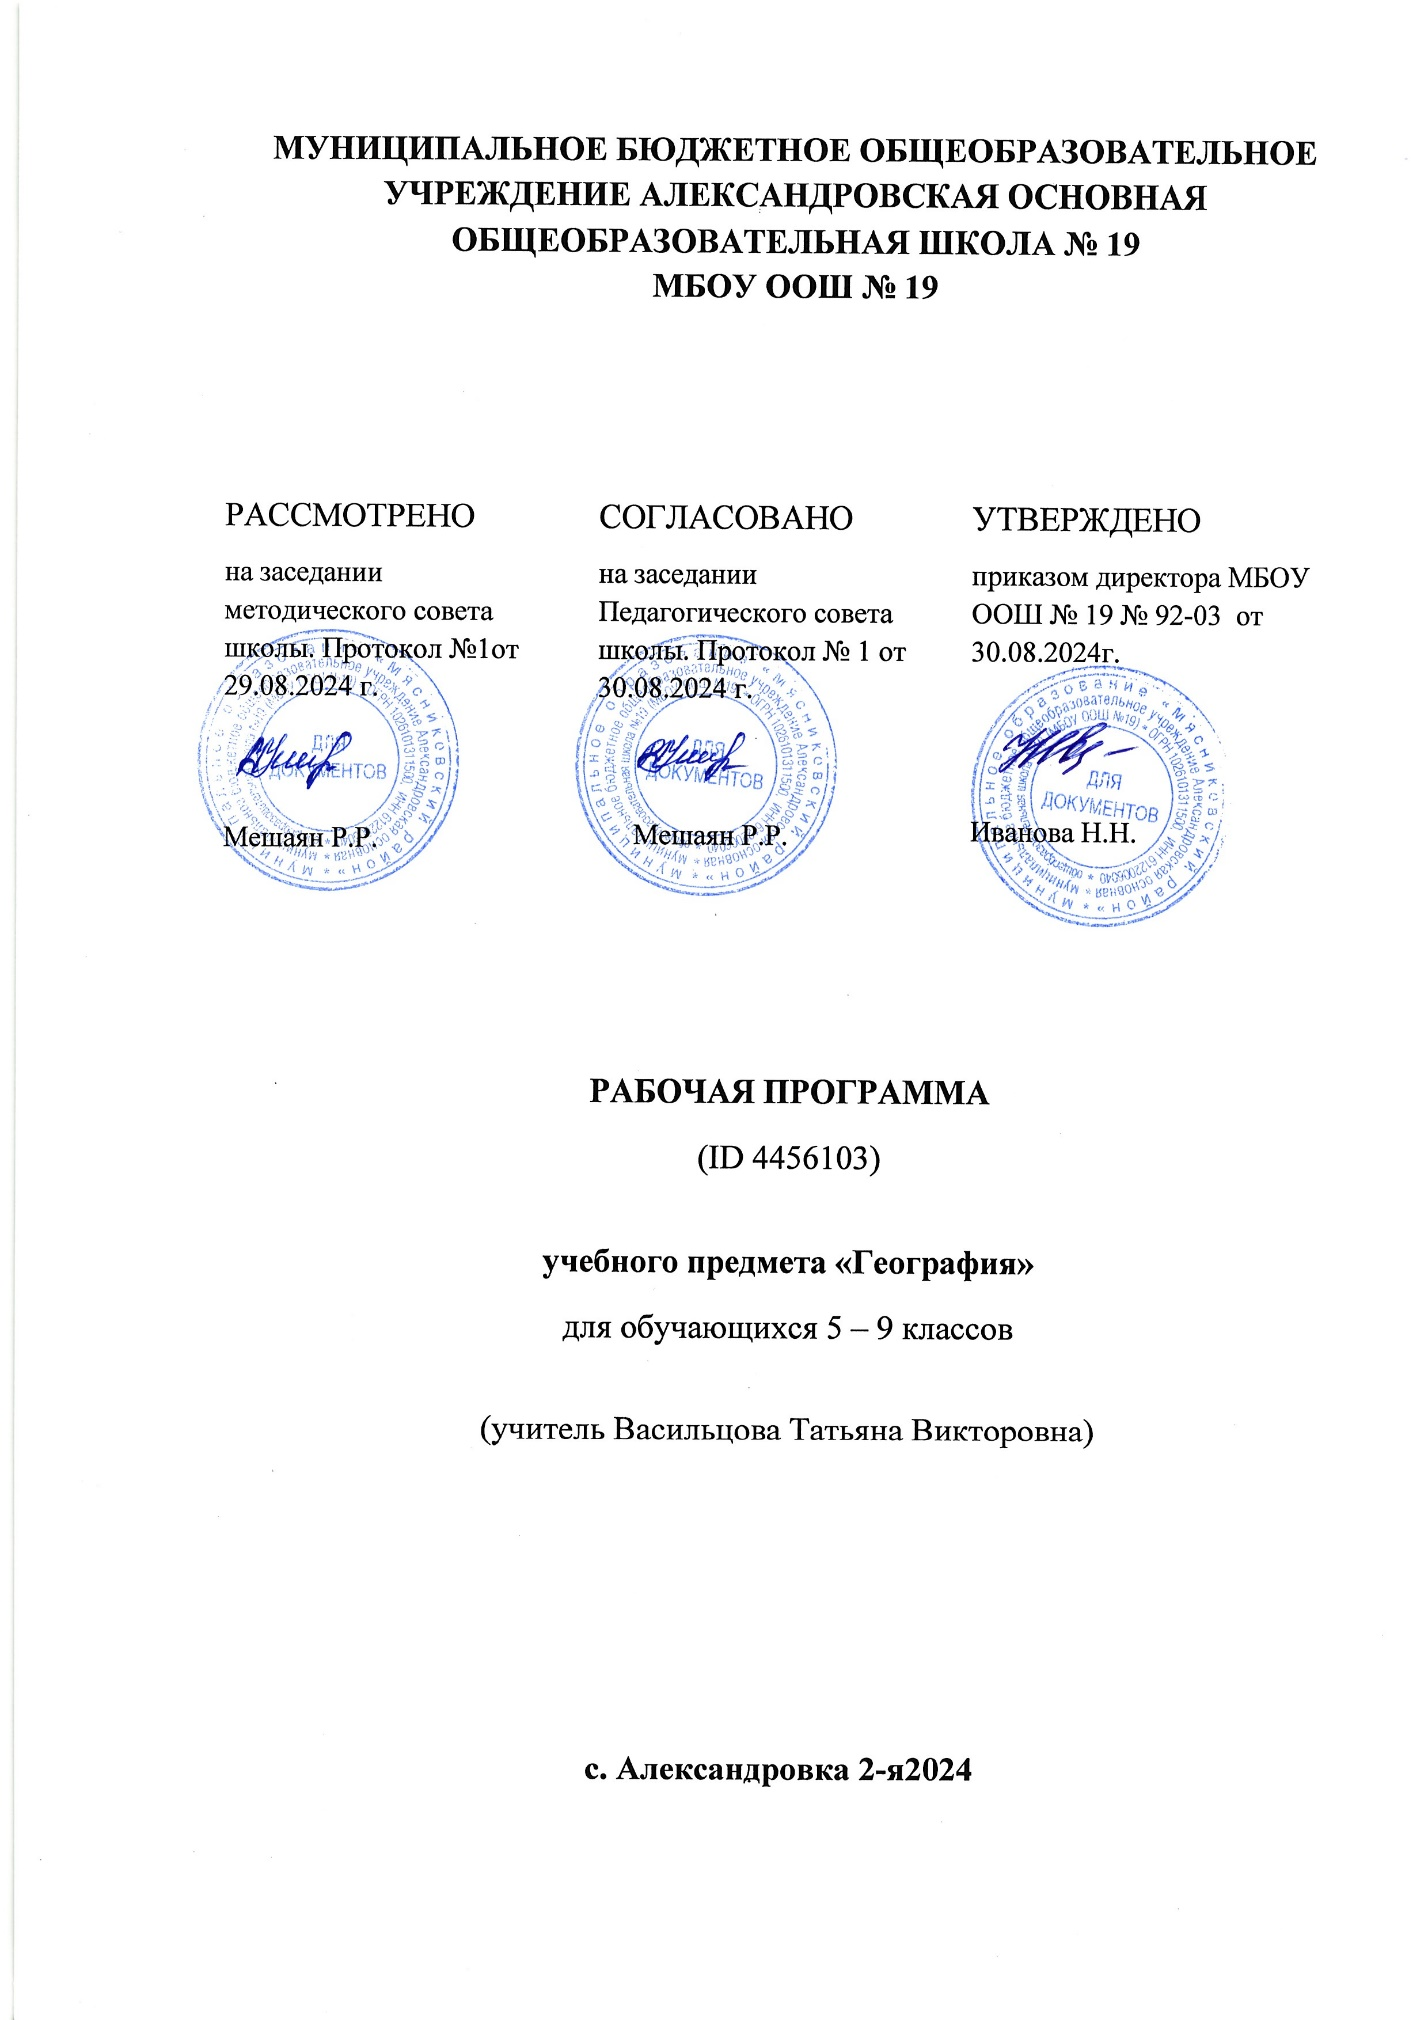 МУНИЦИПАЛЬНОЕ БЮДЖЕТНОЕ ОБЩЕОБРАЗОВАТЕЛЬНОЕ
УЧРЕЖДЕНИЕ АЛЕКСАНДРОВСКАЯ ОСНОВНАЯ
ОБЩЕОБРАЗОВАТЕЛЬНАЯ ШКОЛА № 19
МБОУ ООШ № 19
РАССМОТРЕНО
на заседании
методического совета
школы. Протокол №1от
29.08.2024 г.
ДЛЯ
ДОКУМЕНТОВ
Мешаян Р.Р.
СОГЛАСОВАНО
на заседании
Педагогического совета
школы. Протокол № 1 от
30.08.2024 г.
ДЛЯ
ДОКУМЕНТОВ
Мешаян Р.Р.
УТВЕРЖДЕНО
приказом директора МБОУ
ООШ № 19 № 92-03 от
30.08.2024г.
ДЛЯ
ДОКУМЕНТОВ
Иванова Н.Н.
РАБОЧАЯ ПРОГРАММА
(ID 4456103)
учебного предмета «География»
для обучающихся 5 – 9 классов
(учитель Васильцова Татьяна Викторовна)
с. Александровка 2-я2024